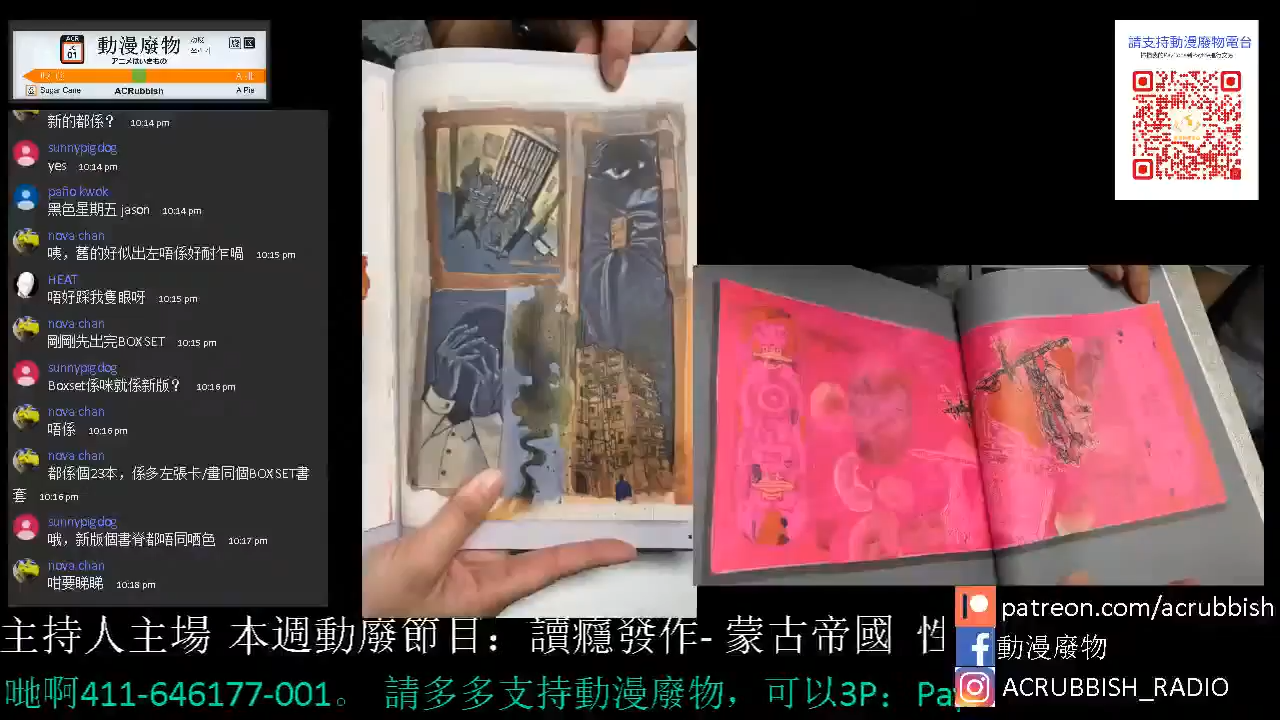 ACR
01
動漫廢物
アニメはいきもの
Sugar Cane
ACRubbish
A Pie
新的都係？ 10:14 pm
sunnypigdog
yes 10:14 pm
paño kwok
黑色星期五 jason 10:14 pm
nova chan
咦，舊的好似出左唔係好耐乍喎 10:15 pm
HEAT
唔好踩我隻眼呀 10:15 pm
nova chan
剛剛先出完BOXSET 10:15 pm
sunnypigdog
Boxset係咪就係新版？ 10:16 pm
nova chan
唔係 10:16 pm
nova chan
都係個23本，係多左張卡/畫同個BOXSET書
套 10:16 pm
sunnypigdog
哦，新版個書脊都唔同哂色 10:17 pm
nova chan
咁要睇睇 10:18 pm
請支持動漫廢物電台
主持人主場 本週動廢節目：讀癮發作- 蒙古帝國 性
吔啊411-646177-001。 請多多支持動漫廢物，可以3P：Pa
patreon.com/acrubbish
動漫廢物
ACRUBBISH_RADIO